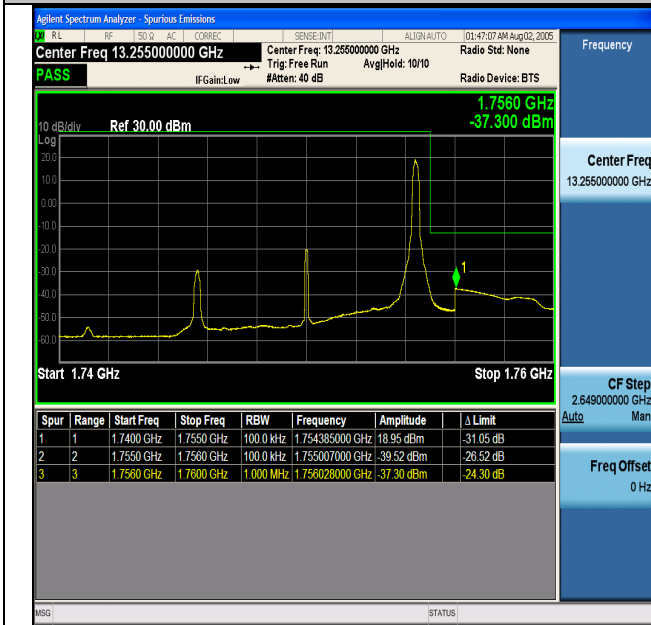 Agilent Spectrum Analyzer - Spurious Emissions
RL RF 50 Ω AC CORREC SENSE:INT ALIGN AUTO 01:47:07 AM Aug 02, 2005
Center Freq 13.255000000 GHz
Center Freq: 13.255000000 GHz
Radio Std: None
Trig: Free Run Avg|Hold: 10/10
PASS
IFGain:Low
#Atten: 40 dB
Radio Device: BTS
1.7560 GHz
-37.300 dBm
10 dB/div Ref 30.00 dBm
Log
20.0
10.0
0.00
-10.0
-20.0
-30.0
-40.0
-50.0
-60.0
1
Start 1.74 GHz Stop 1.76 GHz
Spur Range Start Freq Stop Freq RBW Frequency Amplitude Δ Limit
1 1 1.7400 GHz 1.7550 GHz 100.0 kHz 1.754385000 GHz 18.95 dBm -31.05 dB
2 2 1.7550 GHz 1.7560 GHz 100.0 kHz 1.755007000 GHz -39.52 dBm -26.52 dB
3 3 1.7560 GHz 1.7600 GHz 1.000 MHz 1.756028000 GHz -37.30 dBm -24.30 dB
MSG STATUS
Frequency
Center Freq
13.255000000 GHz
CF Step
2.649000000 GHz
Auto Man
Freq Offset
0 Hz